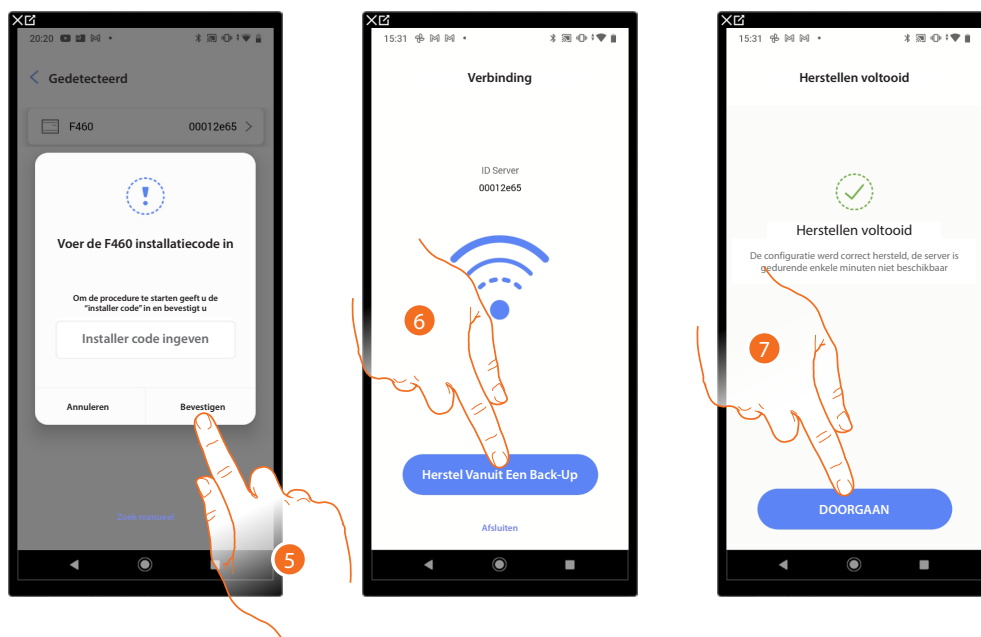 20:20
Gedetecteerd
F460 00012e65
Voer de F460 installatiecode in
Om de procedure te starten geeft u de
"installer code" in en bevestigt u
Installer code ingeven
Annuleren Bevestigen
Zoek manueel
5
15:31
Verbinding
ID Server
00012e65
6
Herstel Vanuit Een Back-Up
Afsluiten
15:31
Herstellen voltooid
Herstellen voltooid
De configuratie werd correct hersteld, de server is
gedurende enkele minuten niet beschikbaar
7
DOORGAAN